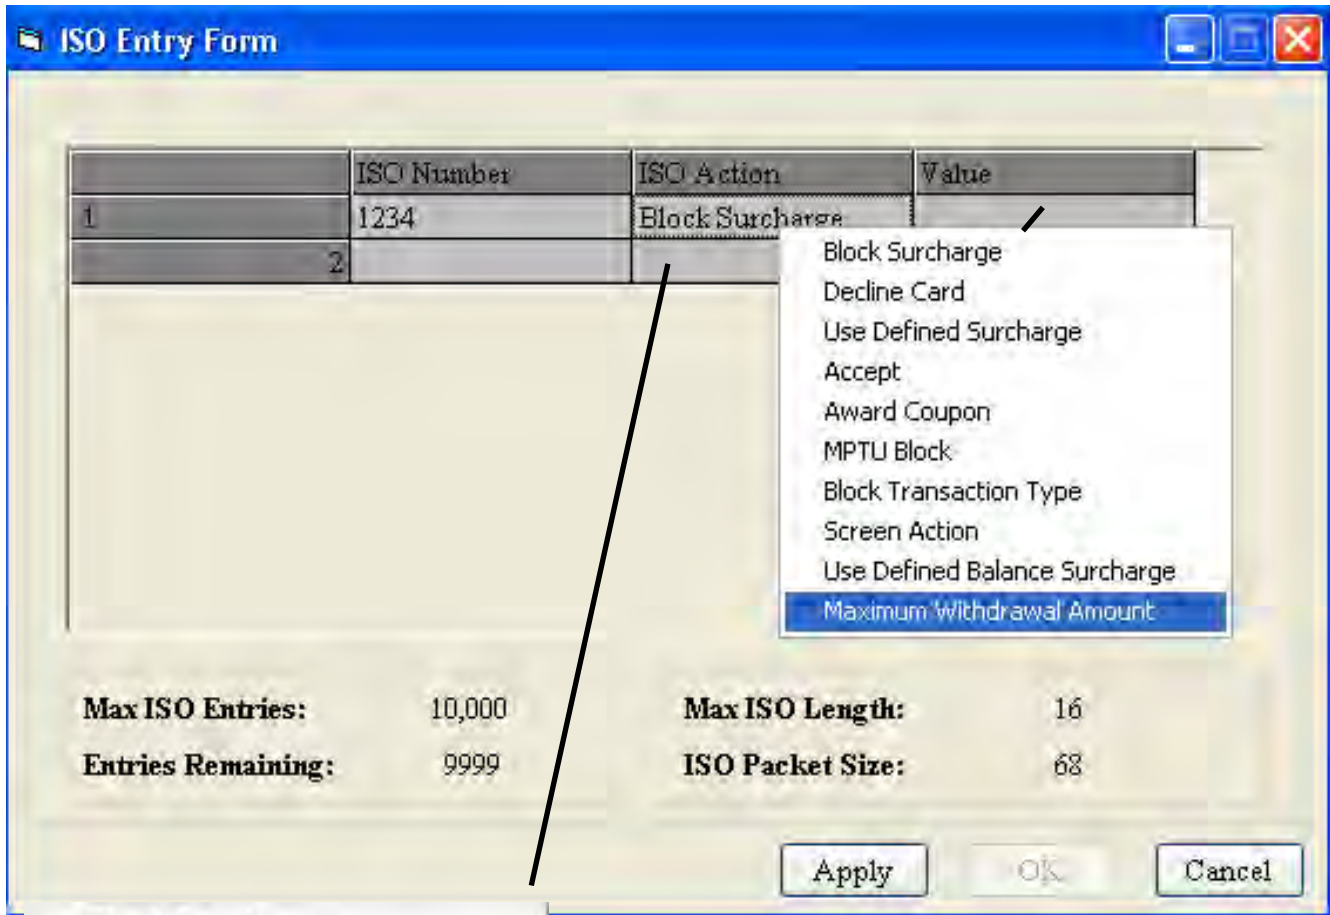 ISO Entry Form
ISO Number ISO Action Value
1 1234 Block Surcharge
2
Block Surcharge
Decline Card
Use Defined Surcharge
Accept
Award Coupon
MPTU Block
Block Transaction Type
Screen Action
Use Defined Balance Surcharge
Maximum Withdrawal Amount
Max ISO Entries: 10,000 Max ISO Length: 16
Entries Remaining: 9999 ISO Packet Size: 68
Apply OK Cancel